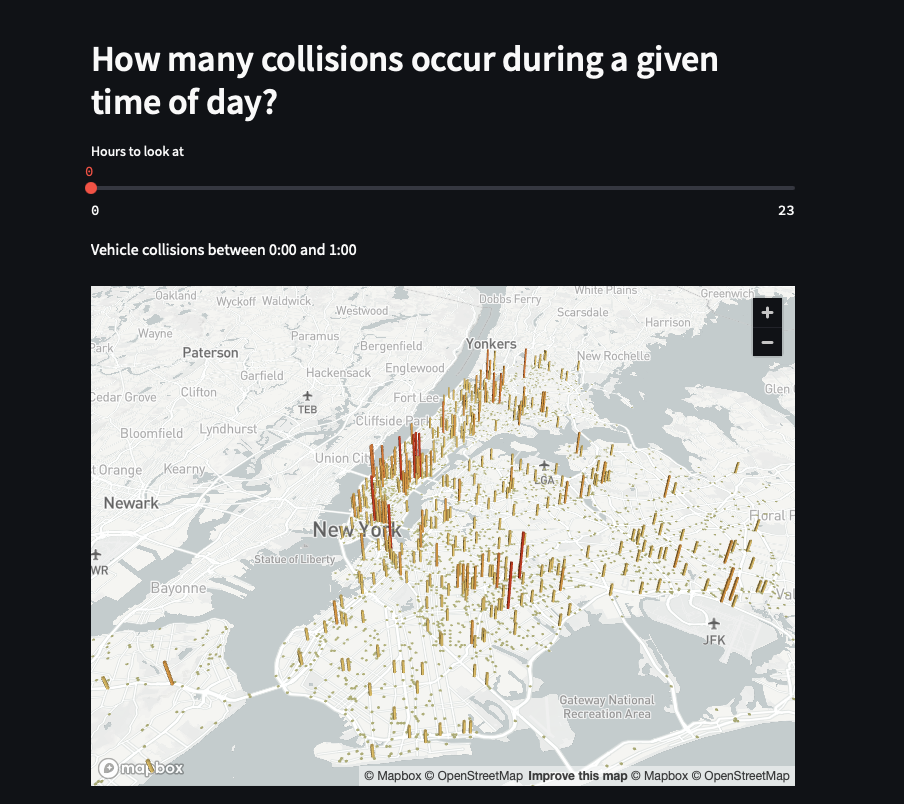 How many collisions occur during a given
time of day?
Hours to look at
0
0
23
Vehicle collisions between 0:00 and 1:00
Oakland
Wyckoff
Waldwick
Dobbs Ferry
White Plains
Greenwich
Westwood
Scarsdale
Harrison
Wayne
Paramus
Park
Paterson
Bergenfield
Yonkers
New Rochelle
Garfield
Hackensack
Englewood
Cedar Grove
Clifton
Fort Lee
Glen
TEB
Cliffside Park
Bloomfield
Lyndhurst
t Orange
Kearny
Union City
LGA
Newark
Floral P
New York
WR
Statue of Liberty
Bayonne
Val
JFK
Gateway National
Recreation Area
mapbox
© Mapbox © OpenStreetMap Improve this map © Mapbox © OpenStreetMap